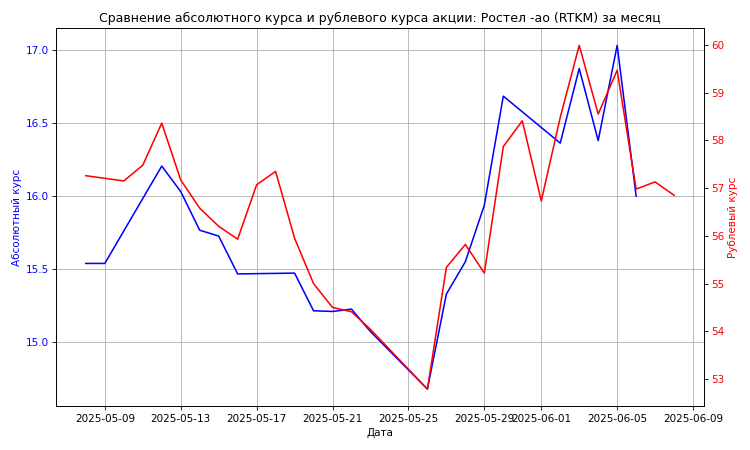 Сравнение абсолютного курса и рублевого курса акции: Ростел -ао (RTKM) за месяц
17.0
16.5
16.0
15.5
15.0
Абсолютный курс
60
59
58
57
56
55
54
53
Рублевый курс
2025-05-09 2025-05-13 2025-05-17 2025-05-21 2025-05-25 2025-05-29 2025-06-01 2025-06-05 2025-06-09
Дата